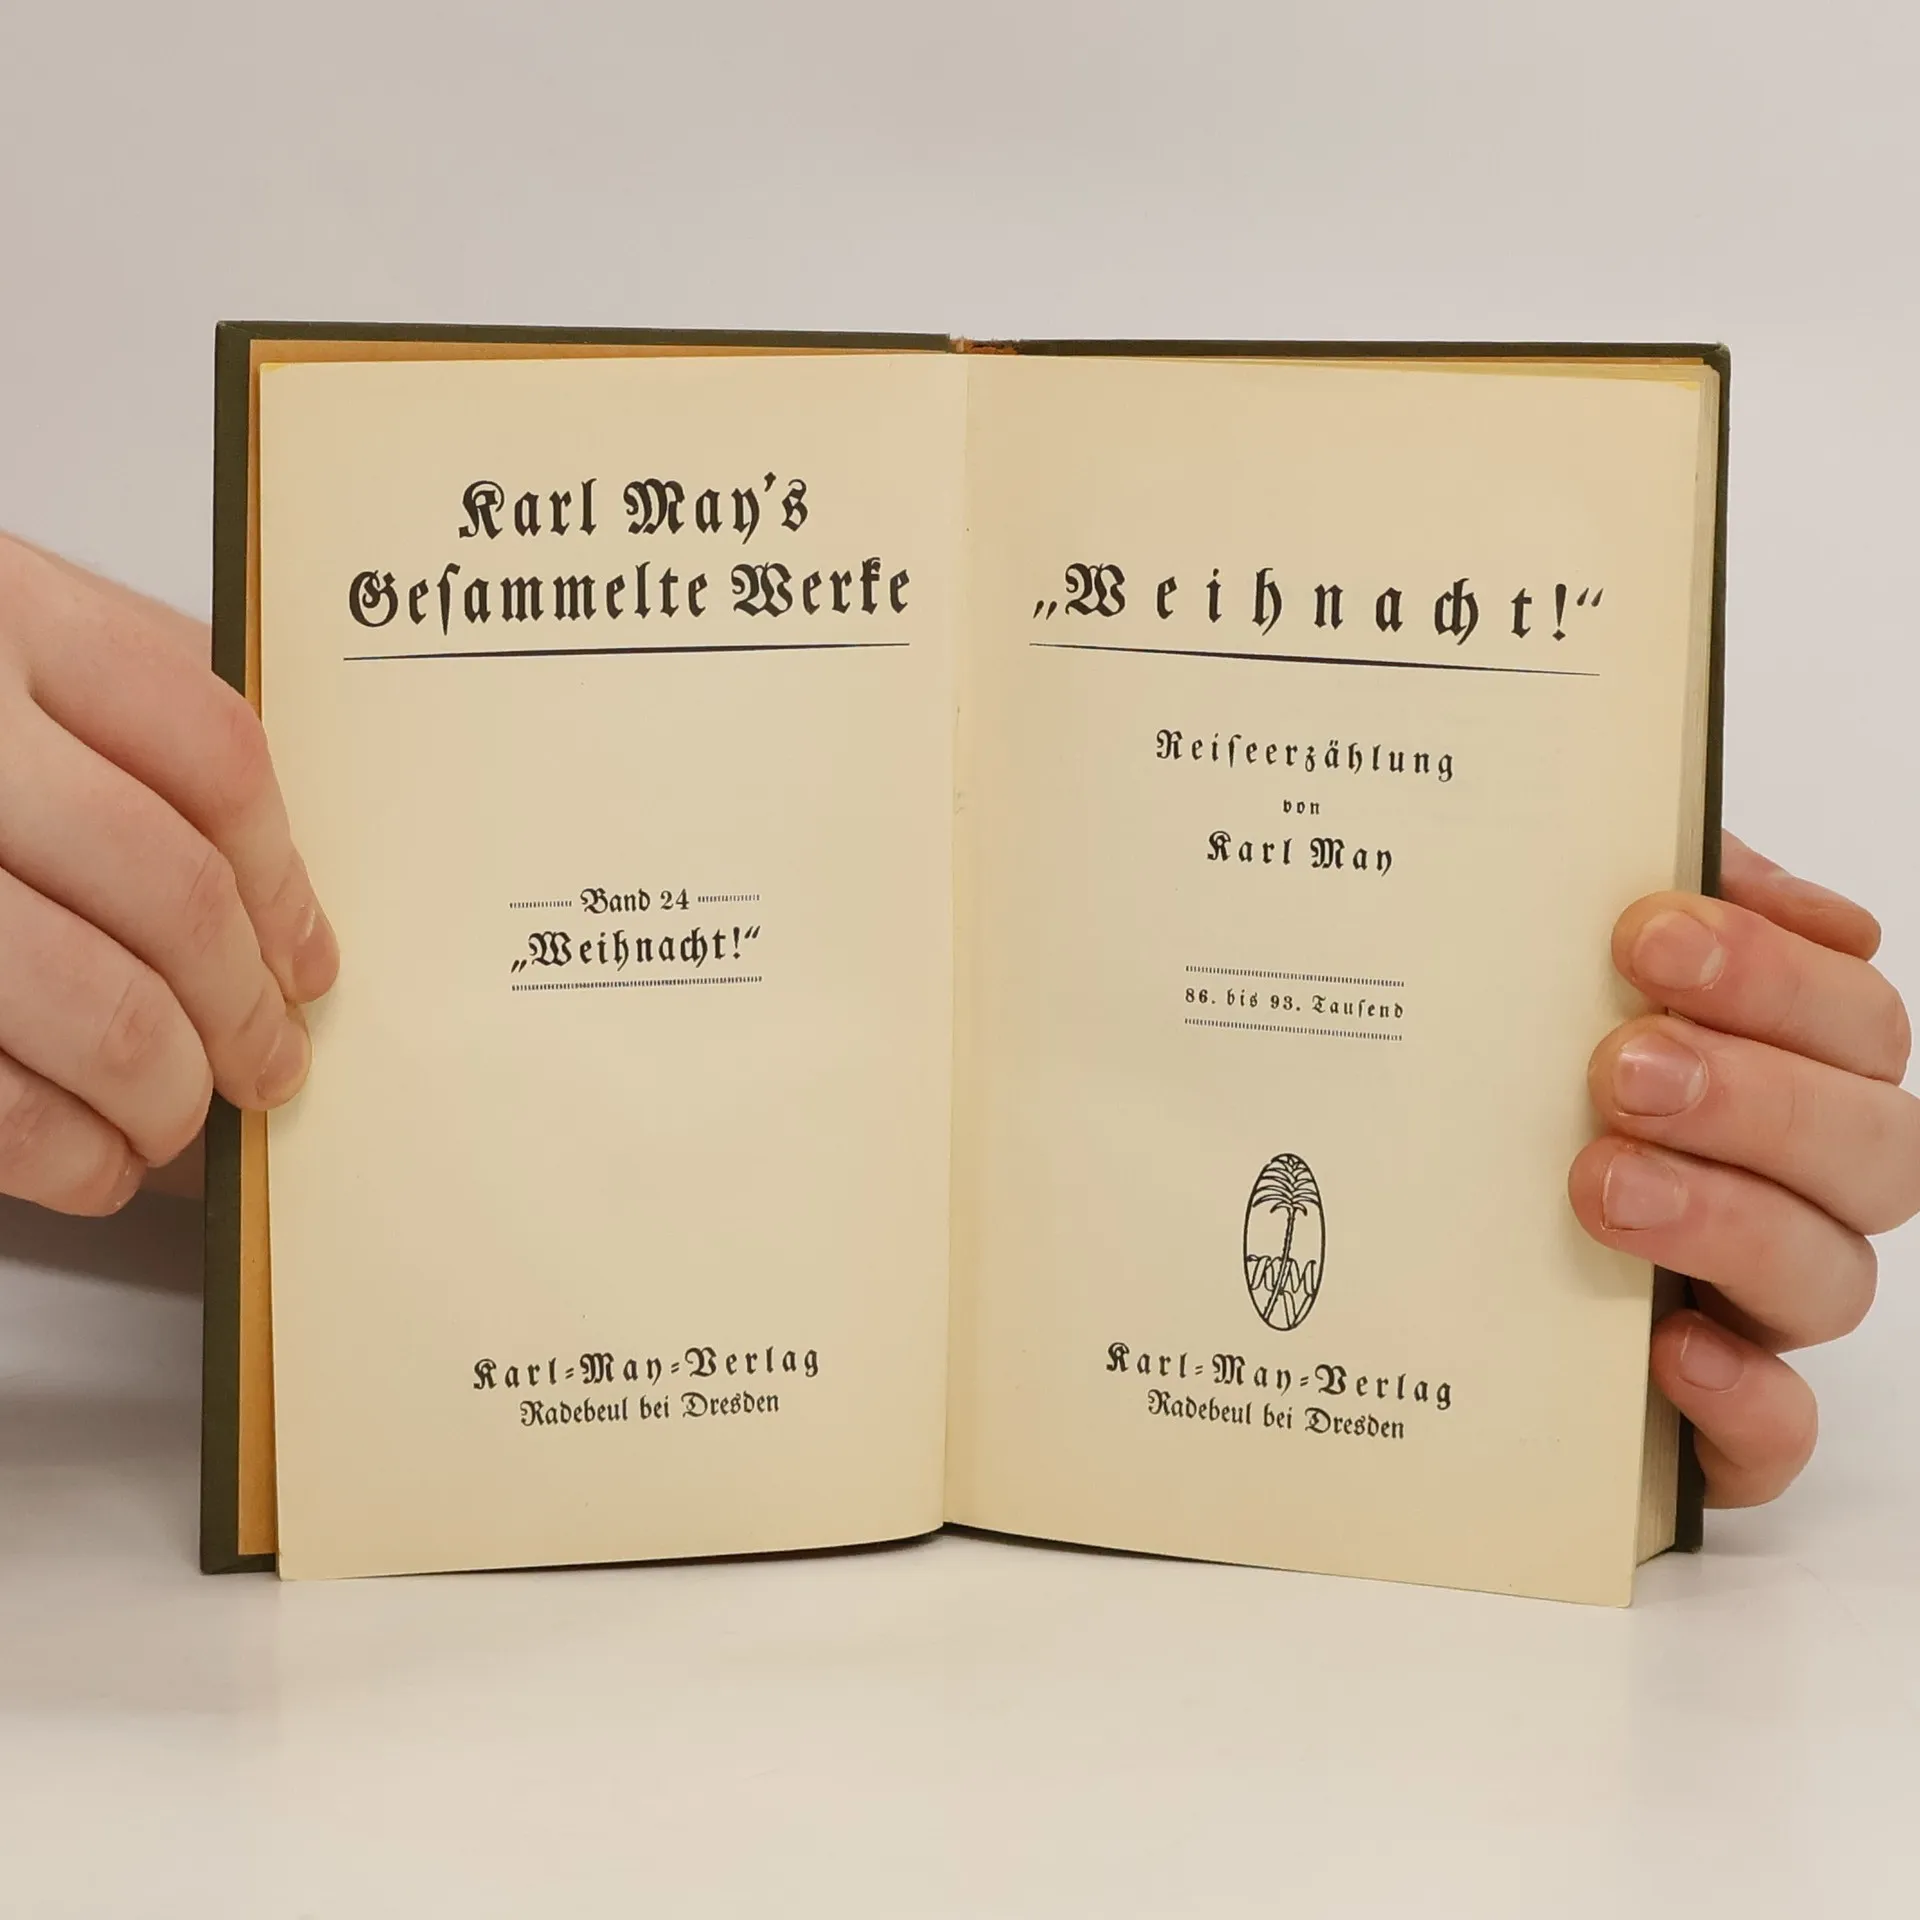 Karl May's
Geſammelte Werke
Band 24
„Weihnacht!“
Karl-May-Verlag
Radebeul bei Dresden
„Weihnacht!“
Reiſeerzählung
von
Karl May
86. bis 93. Tauſend
KMV
Karl-May-Verlag
Radebeul bei Dresden